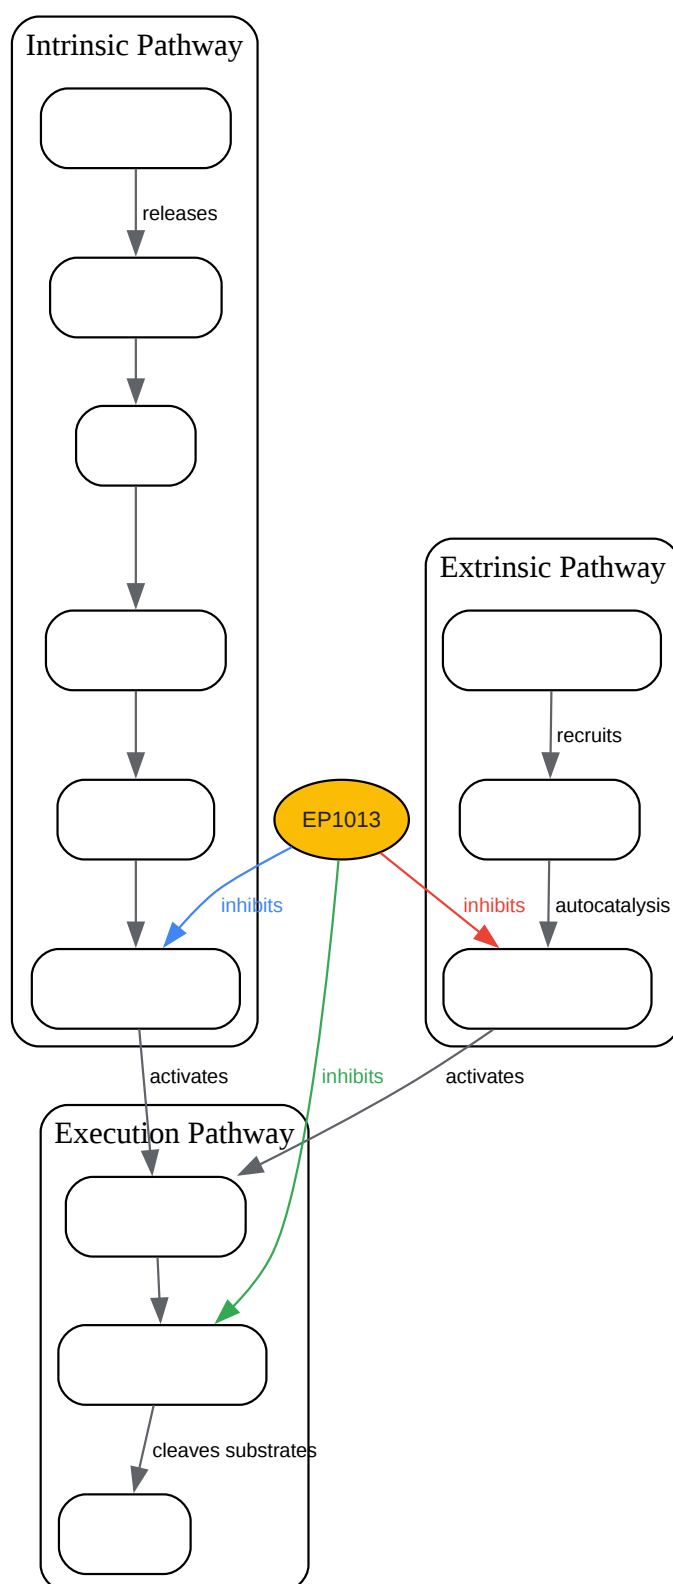 Intrinsic Pathway
releases
Extrinsic Pathway
recruits
EP1013
inhibits
inhibits
autocatalysis
activates
inhibits
activates
Execution Pathway
cleaves substrates